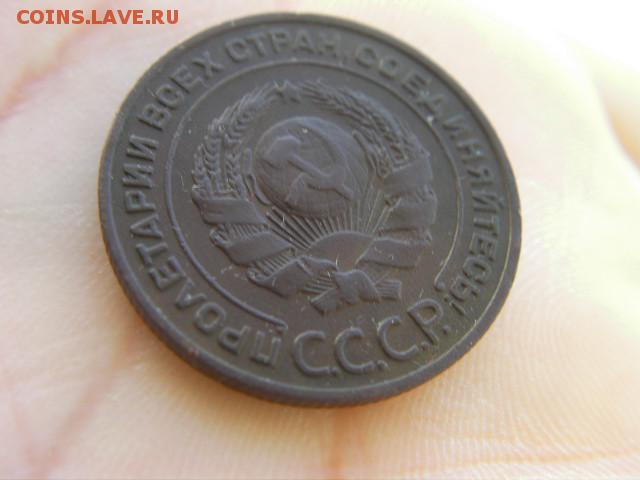 COINS.LAVE.RU
ПРОЛЕТАРИИ ВСЕХ СТРАН, СОЕДИНЯЙТЕСЬ!
С.С.С.Р.